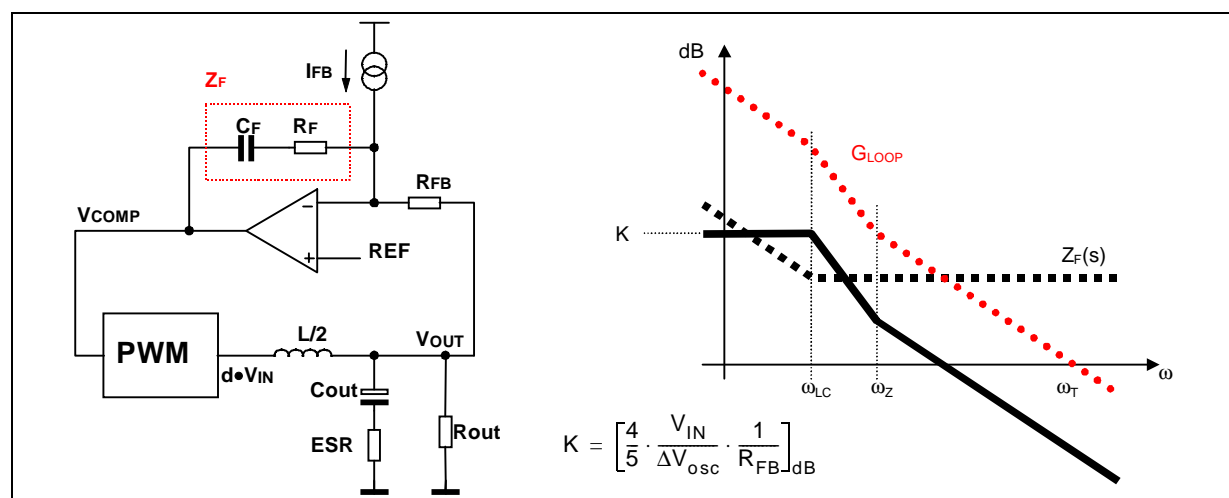 ZF
IFB
CF
RF
RFB
VCOMP
REF
PWM
L/2
VOUT
d•VIN
Cout
ESR
Rout
dB
GLOOP
K
ZF(s)
ωLC
ωZ
ωT
ω
K = [4/5 · VIN/ΔVosc · 1/RFB]dB